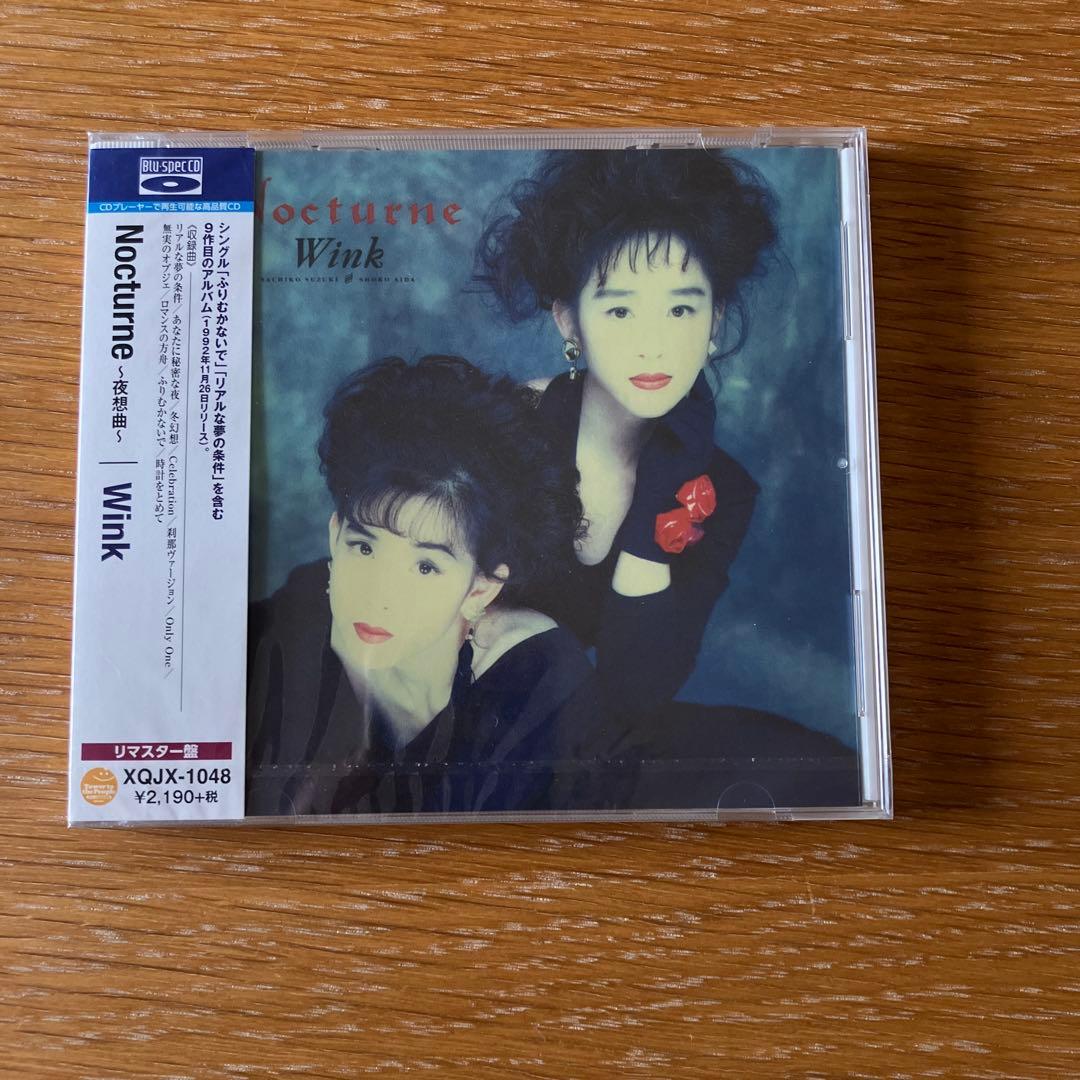 Blu-specCD
CDプレーヤーで再生可能な高品質CD
シングル「ふりむかないで」「リアルな夢の条件」を含む
9作目のアルバム(1992年11月26日リリース)。
《収録曲》
リアルな夢の条件/あなたに秘密な夜/冬幻想/Celebration/刹那ヴァージョン/Only One/
無実のオブジェ/ロマンスの方舟/ふりむかないで/時計をとめて
Nocturne ～夜想曲～ Wink
リマスター盤
Tower to
the People
XQJX-1048
¥2,190+税
Nocturne
Wink
SACHIKO SUZUKI SHOKO AIDA